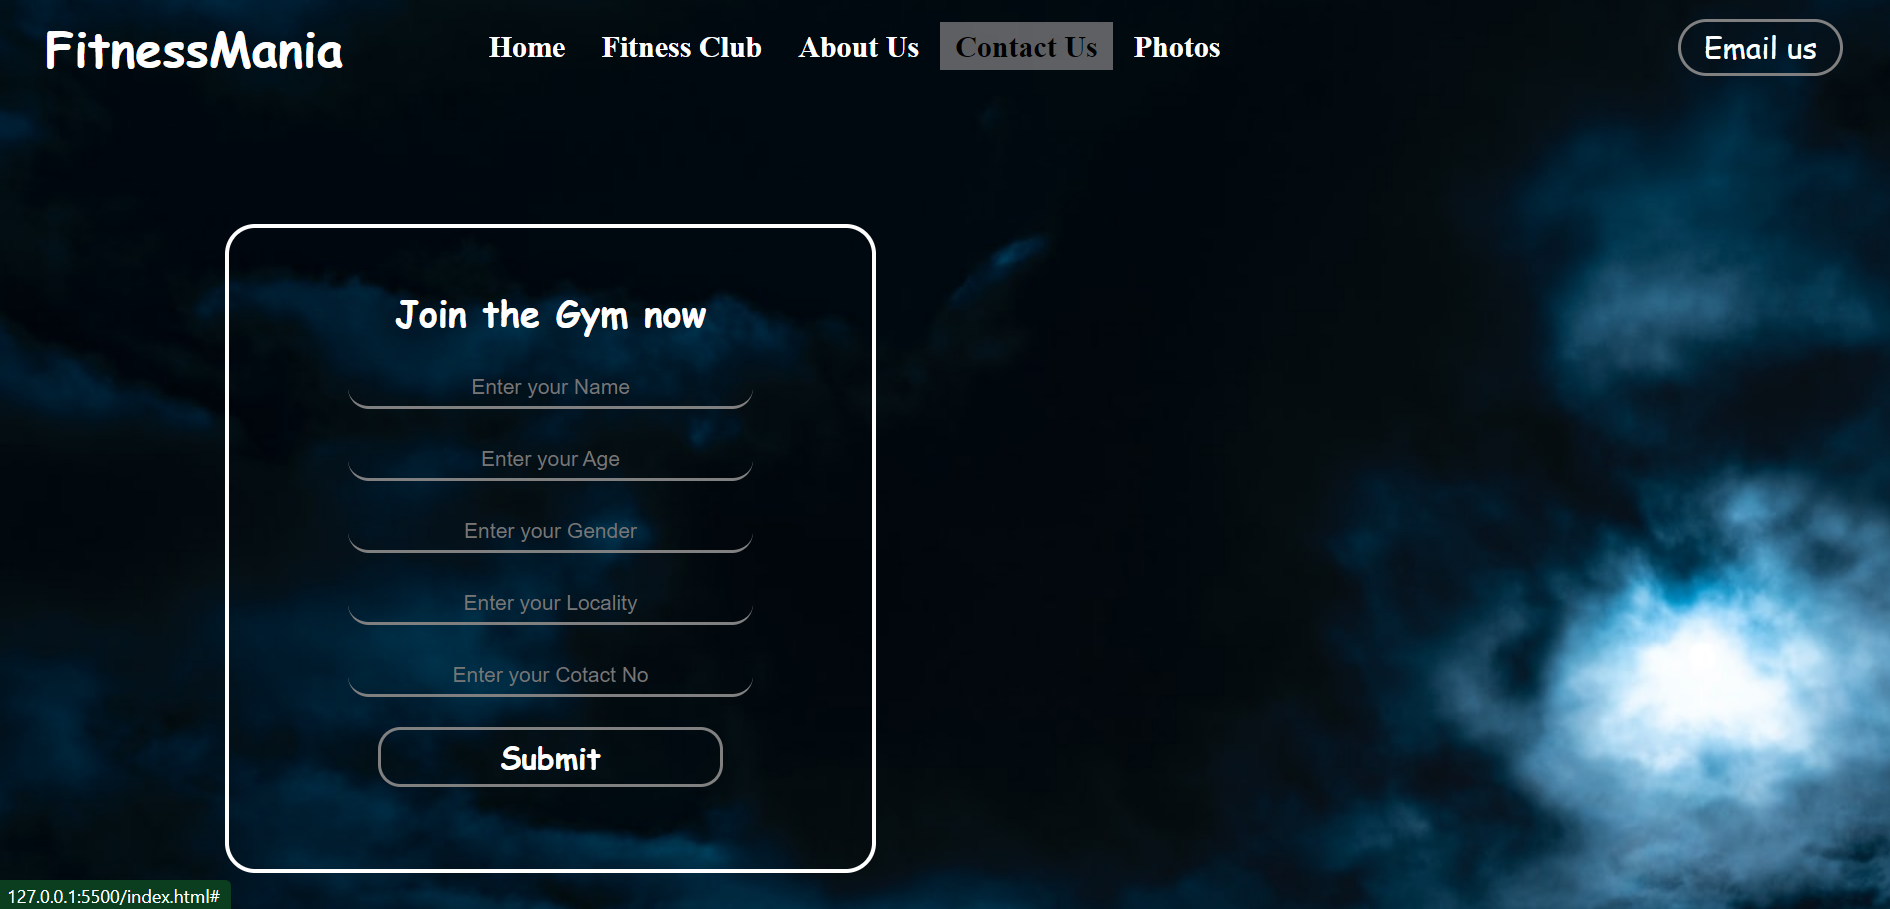 FitnessMania
Home Fitness Club About Us Contact Us Photos
Email us
Join the Gym now
Enter your Name
Enter your Age
Enter your Gender
Enter your Locality
Enter your Cotact No
Submit
127.0.0.1:5500/index.html#